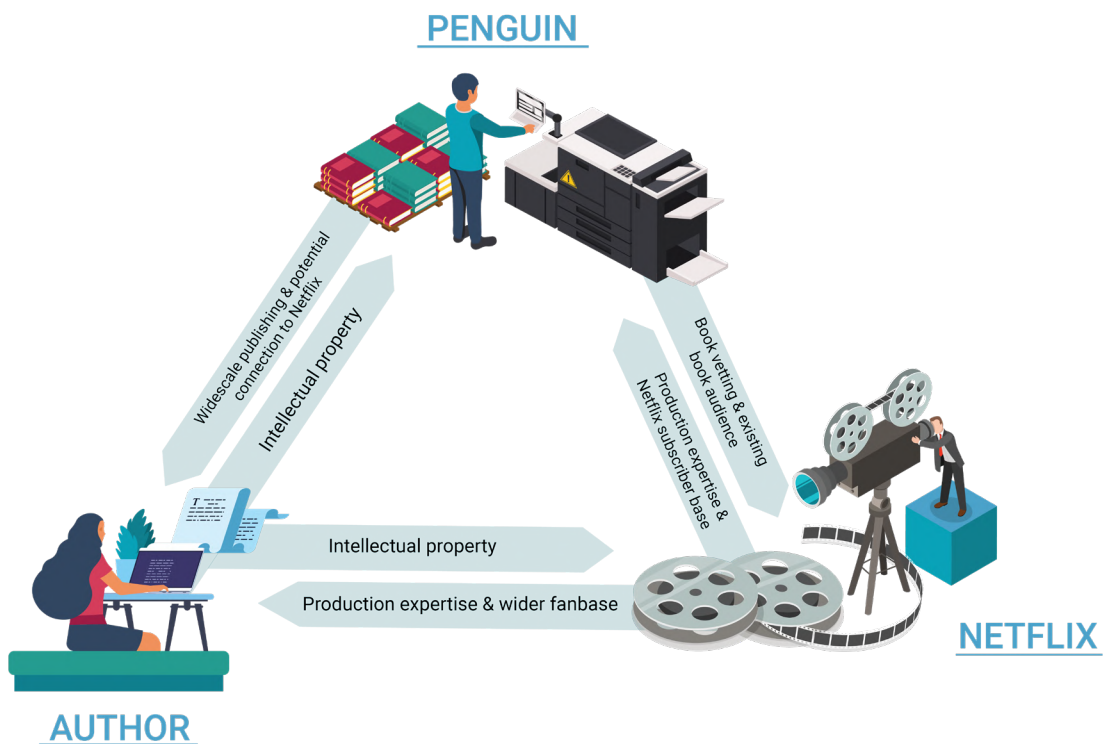 PENGUIN
Widescale publishing & potential
connection to Netflix
Intellectual property
Book vetting & existing
book audience
Production expertise &
Netflix subscriber base
T
Intellectual property
Production expertise & wider fanbase
NETFLIX
AUTHOR